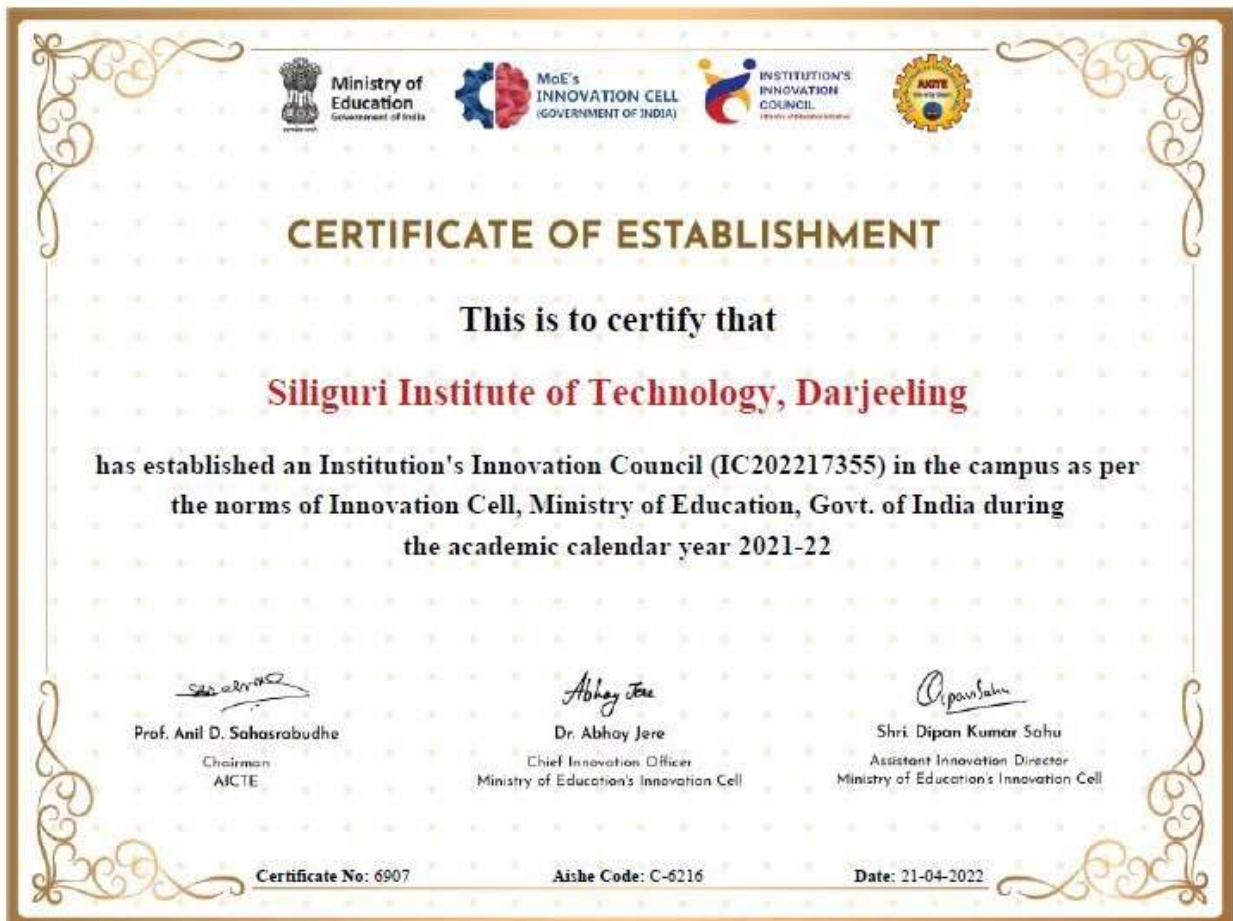 Ministry of
Education
Government of India
MoE's
INNOVATION CELL
(GOVERNMENT OF INDIA)
INSTITUTION'S
INNOVATION
COUNCIL
AICTE
CERTIFICATE OF ESTABLISHMENT
This is to certify that
Siliguri Institute of Technology, Darjeeling
has established an Institution's Innovation Council (IC202217355) in the campus as per
the norms of Innovation Cell, Ministry of Education, Govt. of India during
the academic calendar year 2021-22
Abhay Jere
Dipan Sahu
Prof. Anil D. Sahasrabudhe
Dr. Abhay Jere
Shri. Dipan Kumar Sahu
Chairman
Chief Innovation Officer
Assistant Innovation Director
AICTE
Ministry of Education's Innovation Cell
Ministry of Education's Innovation Cell
Certificate No: 6907
Aishe Code: C-6216
Date: 21-04-2022